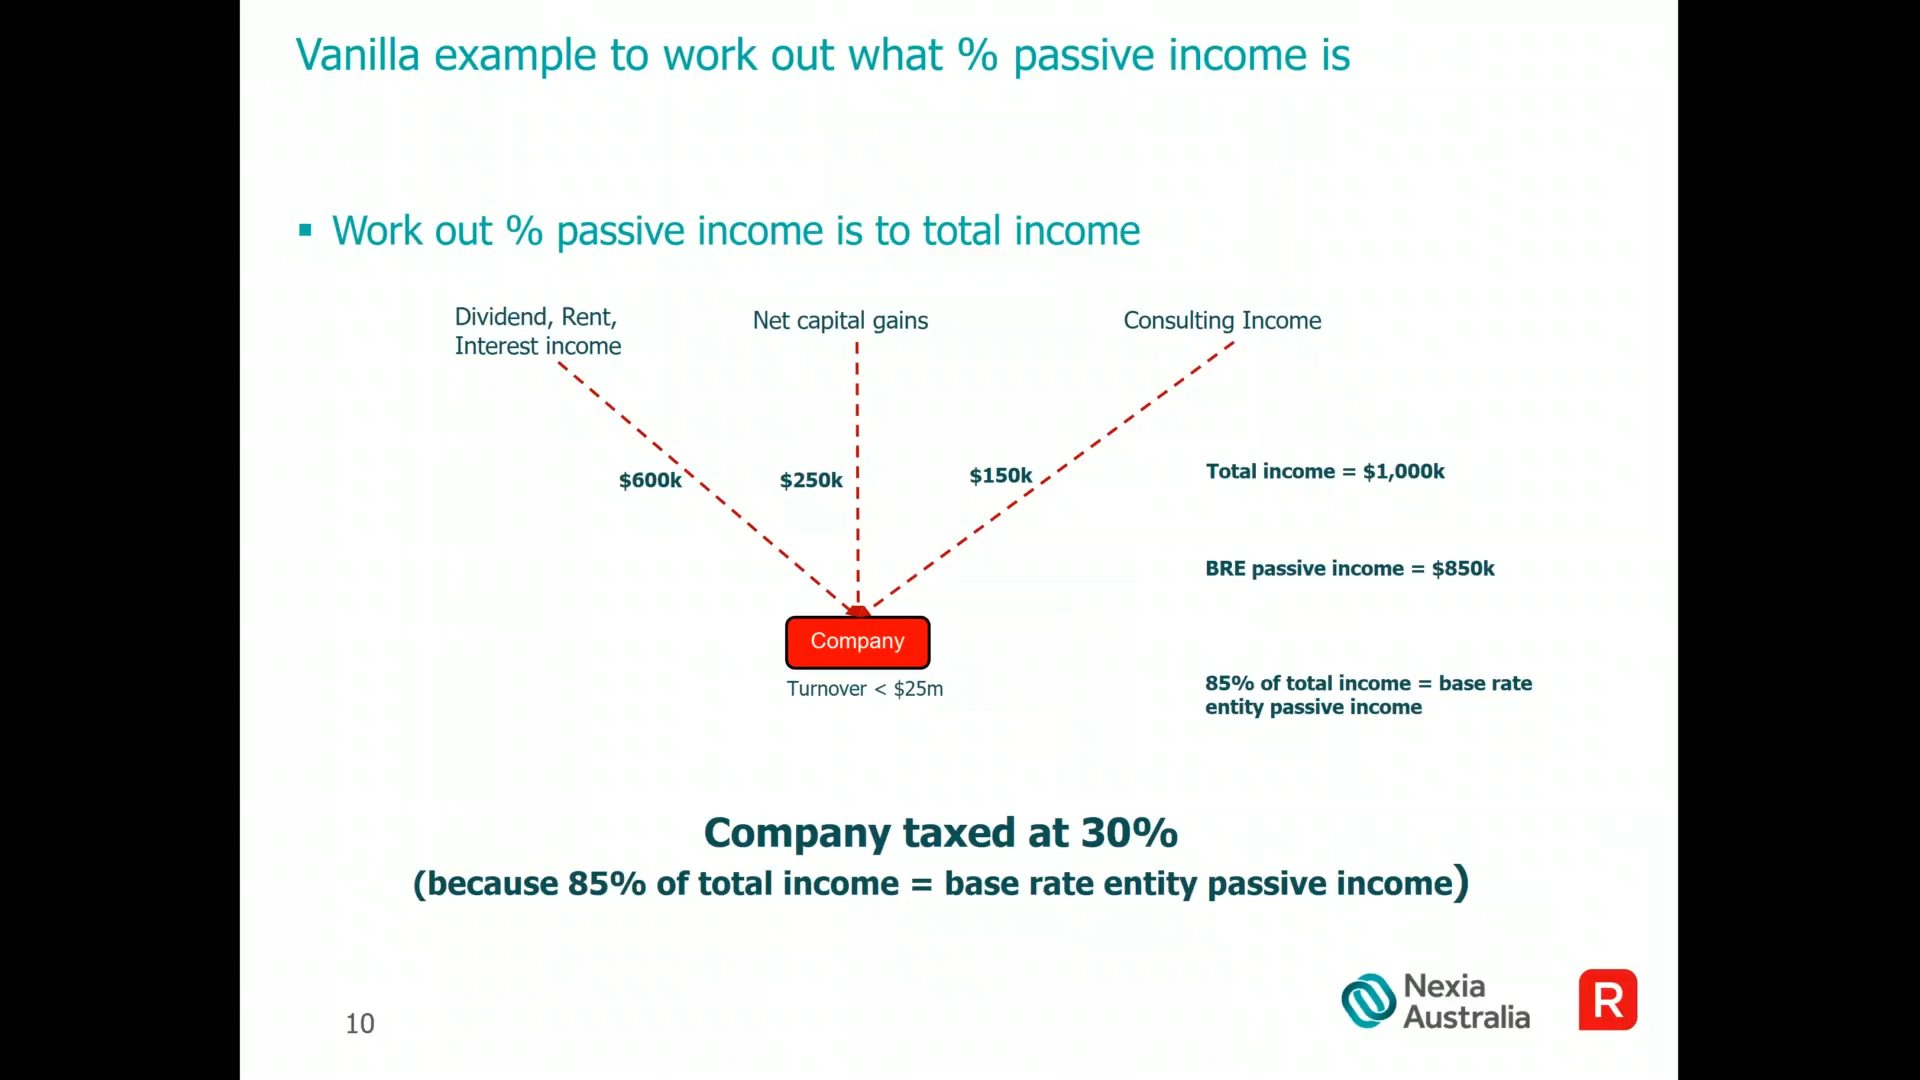 Vanilla example to work out what % passive income is
▪ Work out % passive income is to total income
Dividend, Rent,
Interest income
Net capital gains
Consulting Income
$600k
$250k
$150k
Total income = $1,000k
BRE passive income = $850k
Company
Turnover < $25m
85% of total income = base rate
entity passive income
Company taxed at 30%
(because 85% of total income = base rate entity passive income)
Nexia
Australia
R
10